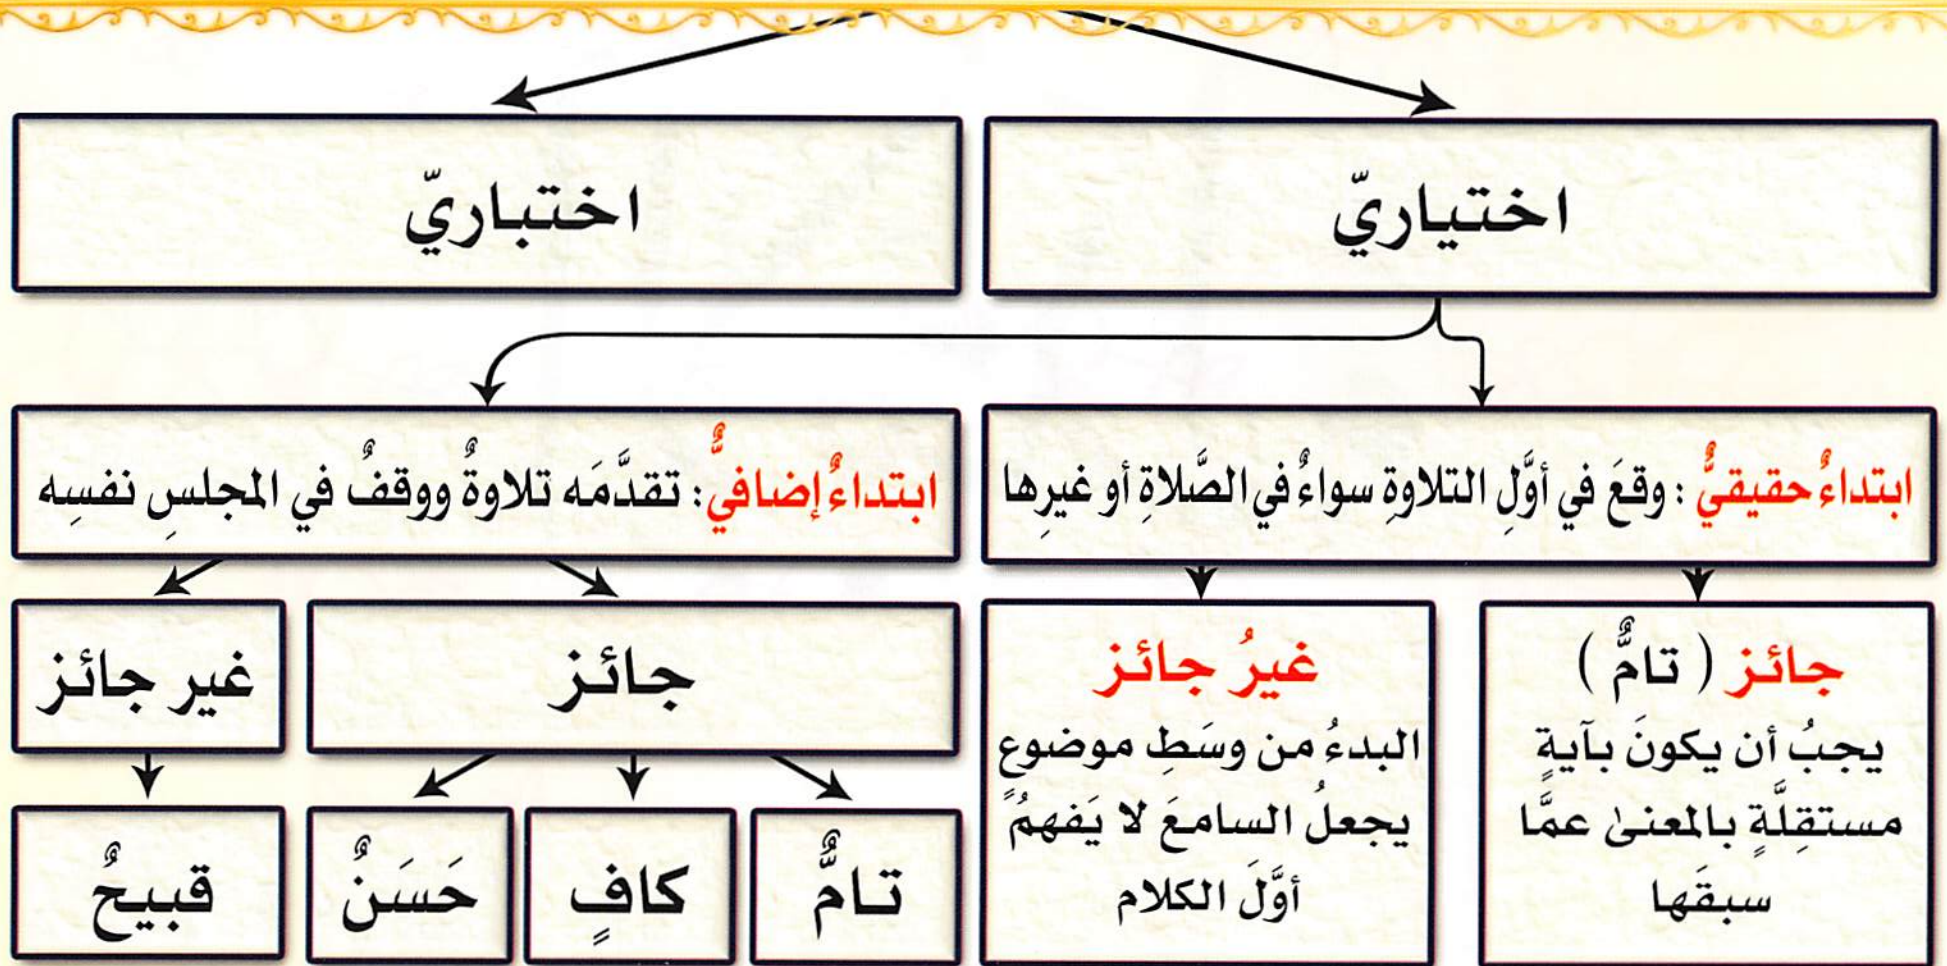 اختياريّ
اختباريّ
ابتداءٌ حقيقيٌّ : وقعَ في أوَّلِ التلاوةِ سواءٌ في الصَّلاةِ أو غيرِها
ابتداءٌ إضافيٌّ : تقدَّمَه تلاوةٌ ووقفٌ في المجلسِ نفسِه
جائز ( تامٌّ )
يجبُ أن يكونَ بآيةٍ
مستقِلَّةٍ بالمعنىٰ عمَّا
سبقَها
غيرُ جائز
البدءُ من وسَطِ موضوعٍ
يجعلُ السامعَ لا يَفهمُ
أوَّلَ الكلام
جائز
غير جائز
تامٌّ
كافٍ
حَسَنٌ
قبيحٌ